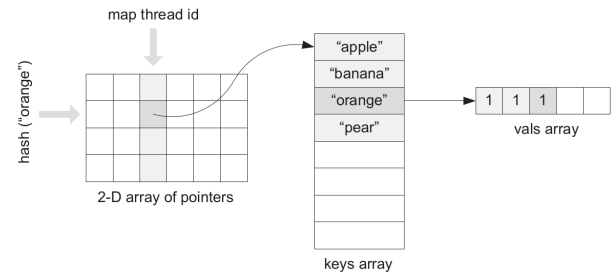 map thread id
hash (“orange”)
2-D array of pointers
“apple”
“banana”
“orange”
“pear”
keys array
1 1 1
vals array